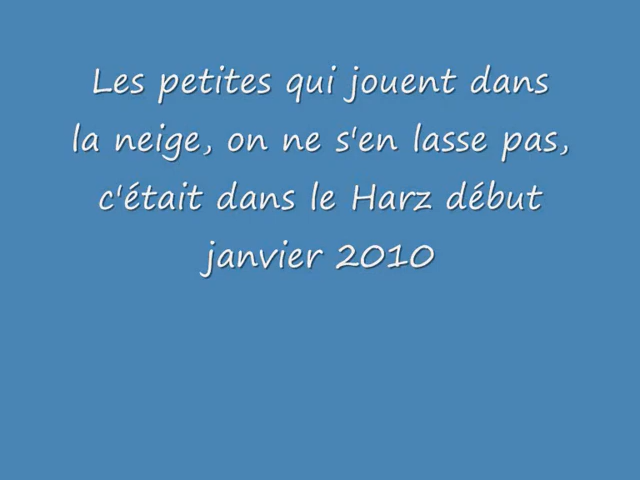 Les petites qui jouent dans
la neige, on ne s'en lasse pas,
c'était dans le Harz début
janvier 2010